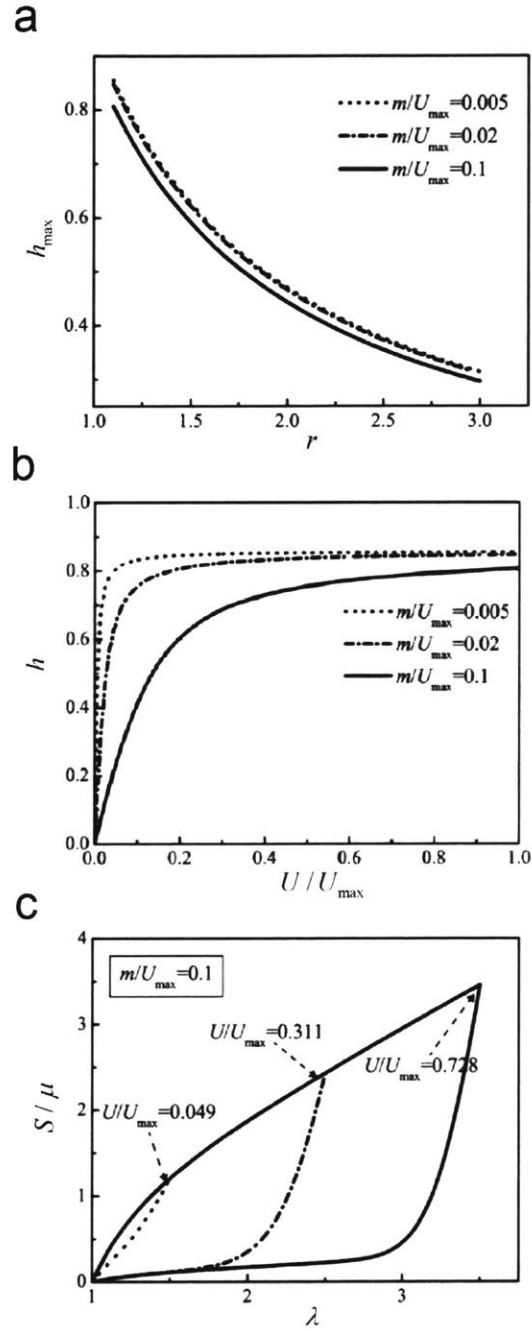 a
m/U_max=0.005
m/U_max=0.02
m/U_max=0.1
0.8
0.6
0.4
h_max
1.0 1.5 2.0 2.5 3.0
r
b
1.0
0.8
0.6
0.4
0.2
0.0
h
m/U_max=0.005
m/U_max=0.02
m/U_max=0.1
0.0 0.2 0.4 0.6 0.8 1.0
U / U_max
c
4
3
2
1
0
S / μ
m/U_max=0.1
U/U_max=0.311
U/U_max=0.728
U/U_max=0.049
1 2 3
λ